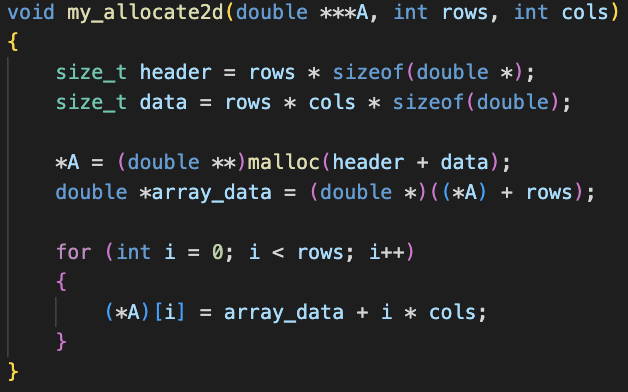 void my_allocate2d(double ***A, int rows, int cols)
{
    size_t header = rows * sizeof(double *);
    size_t data = rows * cols * sizeof(double);

    *A = (double **)malloc(header + data);
    double *array_data = (double *)((*A) + rows);

    for (int i = 0; i < rows; i++)
    {
        (*A)[i] = array_data + i * cols;
    }
}